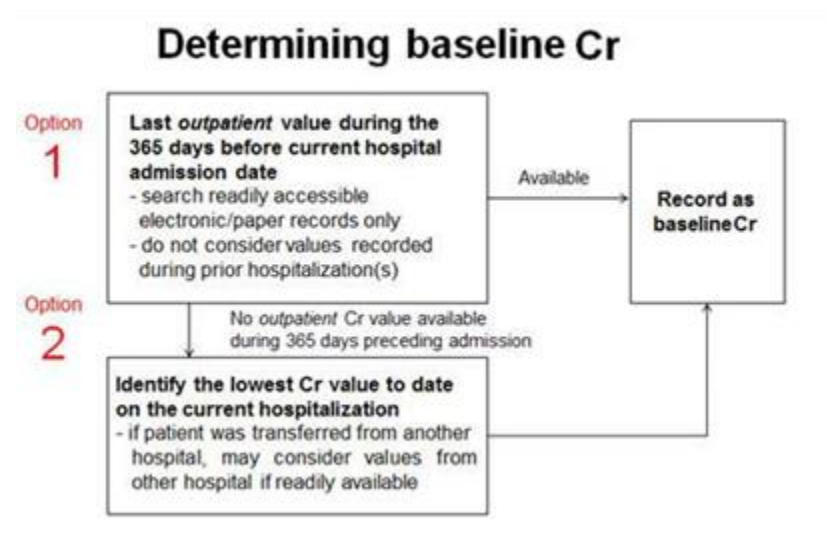 Determining baseline Cr
Option
1
Last outpatient value during the
365 days before current hospital
admission date
- search readily accessible
electronic/paper records only
- do not consider values recorded
during prior hospitalization(s)
Available
Record as
baseline Cr
Option
2
No outpatient Cr value available
during 365 days preceding admission
Identify the lowest Cr value to date
on the current hospitalization
- if patient was transferred from another
hospital, may consider values from
other hospital if readily available